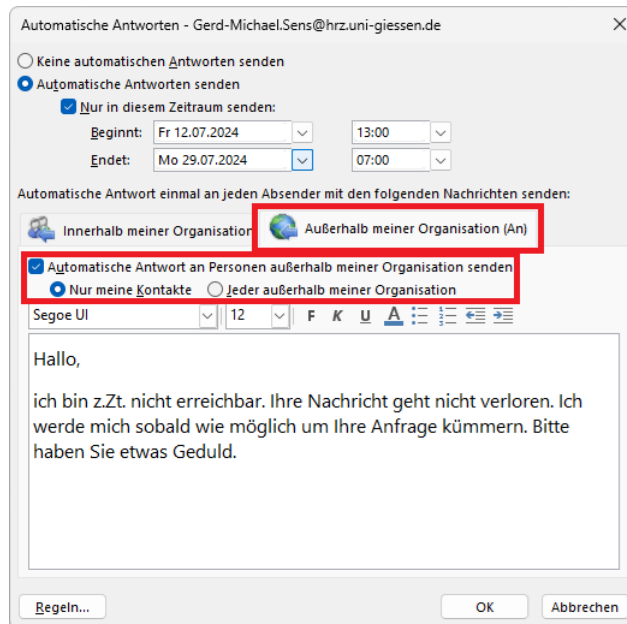 Automatische Antworten - Gerd-Michael.Sens@hrz.uni-giessen.de
Keine automatischen Antworten senden
Automatische Antworten senden
Nur in diesem Zeitraum senden:
Beginnt: Fr 12.07.2024 13:00
Endet: Mo 29.07.2024 07:00
Automatische Antwort einmal an jeden Absender mit den folgenden Nachrichten senden:
Innerhalb meiner Organisation Außerhalb meiner Organisation (An)
Automatische Antwort an Personen außerhalb meiner Organisation senden
Nur meine Kontakte Jeder außerhalb meiner Organisation
Segoe UI 12 F K U A
Hallo,
ich bin z.Zt. nicht erreichbar. Ihre Nachricht geht nicht verloren. Ich
werde mich sobald wie möglich um Ihre Anfrage kümmern. Bitte
haben Sie etwas Geduld.
Regeln... OK Abbrechen